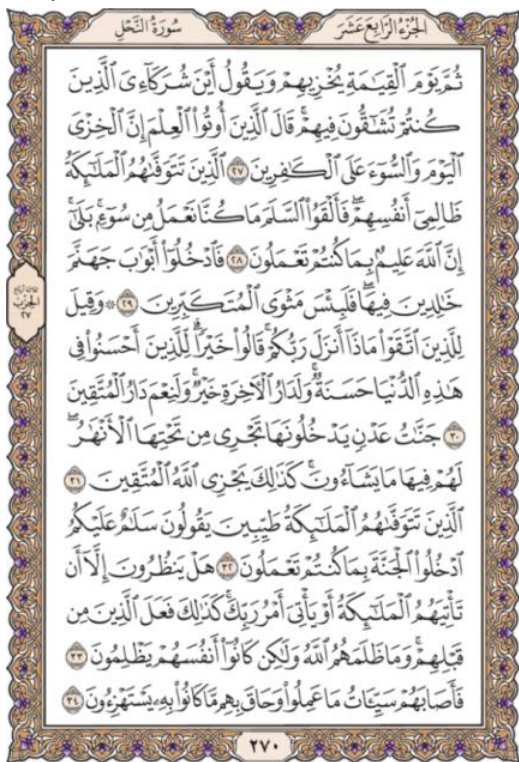 الجزء الرابع عشر
سورة النحل
ثُمَّ يَوْمَ ٱلْقِيَـٰمَةِ يُخْزِيهِمْ وَيَقُولُ أَيْنَ شُرَكَآءِىَ ٱلَّذِينَ
كُنتُمْ تُشَـٰٓقُّونَ فِيهِمْ ۚ قَالَ ٱلَّذِينَ أُوتُوا۟ ٱلْعِلْمَ إِنَّ ٱلْخِزْىَ
ٱلْيَوْمَ وَٱلسُّوٓءَ عَلَى ٱلْكَـٰفِرِينَ ٢٧ ٱلَّذِينَ تَتَوَفَّىٰهُمُ ٱلْمَلَـٰٓئِكَةُ
ظَالِمِىٓ أَنفُسِهِمْ ۖ فَأَلْقَوُا۟ ٱلسَّلَمَ مَا كُنَّا نَعْمَلُ مِن سُوٓءٍۭ ۚ بَلَىٰٓ
إِنَّ ٱللَّهَ عَلِيمٌۢ بِمَا كُنتُمْ تَعْمَلُونَ ٢٨ فَٱدْخُلُوٓا۟ أَبْوَٰبَ جَهَنَّمَ
خَـٰلِدِينَ فِيهَا ۖ فَلَبِئْسَ مَثْوَى ٱلْمُتَكَبِّرِينَ ٢٩ ۞ وَقِيلَ
لِلَّذِينَ ٱتَّقَوْا۟ مَاذَآ أَنزَلَ رَبُّكُمْ ۚ قَالُوا۟ خَيْرًا ۗ لِّلَّذِينَ أَحْسَنُوا۟ فِى
هَـٰذِهِ ٱلدُّنْيَا حَسَنَةٌ ۚ وَلَدَارُ ٱلْـَٔاخِرَةِ خَيْرٌ ۚ وَلَنِعْمَ دَارُ ٱلْمُتَّقِينَ
٣٠ جَنَّـٰتُ عَدْنٍ يَدْخُلُونَهَا تَجْرِى مِن تَحْتِهَا ٱلْأَنْهَـٰرُ ۖ
لَهُمْ فِيهَا مَا يَشَآءُونَ ۚ كَذَٰلِكَ يَجْزِى ٱللَّهُ ٱلْمُتَّقِينَ ٣١
ٱلَّذِينَ تَتَوَفَّىٰهُمُ ٱلْمَلَـٰٓئِكَةُ طَيِّبِينَ ۙ يَقُولُونَ سَلَـٰمٌ عَلَيْكُمُ
ٱدْخُلُوا۟ ٱلْجَنَّةَ بِمَا كُنتُمْ تَعْمَلُونَ ٣٢ هَلْ يَنظُرُونَ إِلَّآ أَن
تَأْتِيَهُمُ ٱلْمَلَـٰٓئِكَةُ أَوْ يَأْتِىَ أَمْرُ رَبِّكَ ۚ كَذَٰلِكَ فَعَلَ ٱلَّذِينَ مِن
قَبْلِهِمْ ۚ وَمَا ظَلَمَهُمُ ٱللَّهُ وَلَـٰكِن كَانُوٓا۟ أَنفُسَهُمْ يَظْلِمُونَ ٣٣
فَأَصَابَهُمْ سَيِّـَٔاتُ مَا عَمِلُوا۟ وَحَاقَ بِهِم مَّا كَانُوا۟ بِهِۦ يَسْتَهْزِءُونَ ٣٤
الحزب
٢٧
٢٧٠